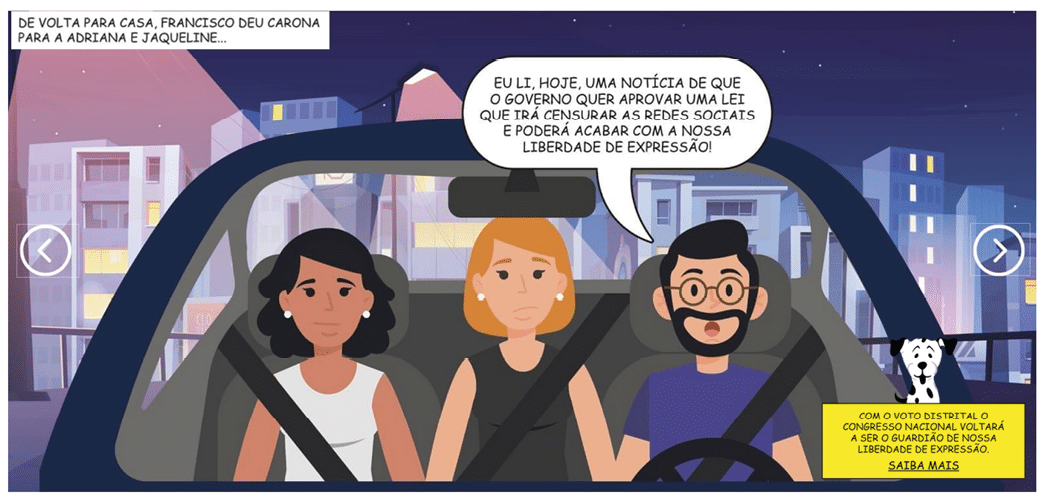 DE VOLTA PARA CASA, FRANCISCO DEU CARONA
PARA A ADRIANA E JAQUELINE...
EU LI, HOJE, UMA NOTÍCIA DE QUE
O GOVERNO QUER APROVAR UMA LEI
QUE IRÁ CENSURAR AS REDES SOCIAIS
E PODERÁ ACABAR COM A NOSSA
LIBERDADE DE EXPRESSÃO!
COM O VOTO DISTRITAL O
CONGRESSO NACIONAL VOLTARÁ
A SER O GUARDIÃO DE NOSSA
LIBERDADE DE EXPRESSÃO.
SAIBA MAIS